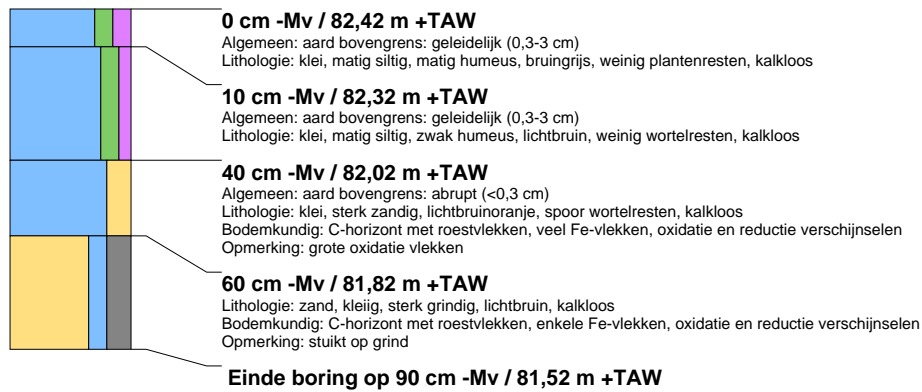 0 cm -Mv / 82,42 m +TAW
Algemeen: aard bovengrens: geleidelijk (0,3-3 cm)
Lithologie: klei, matig siltig, matig humeus, bruingrijs, weinig plantenresten, kalkloos
10 cm -Mv / 82,32 m +TAW
Algemeen: aard bovengrens: geleidelijk (0,3-3 cm)
Lithologie: klei, matig siltig, zwak humeus, lichtbruin, weinig wortelresten, kalkloos
40 cm -Mv / 82,02 m +TAW
Algemeen: aard bovengrens: abrupt (<0,3 cm)
Lithologie: klei, sterk zandig, lichtbruinoranje, spoor wortelresten, kalkloos
Bodemkundig: C-horizont met roestvlekken, veel Fe-vlekken, oxidatie en reductie verschijnselen
Opmerking: grote oxidatie vlekken
60 cm -Mv / 81,82 m +TAW
Lithologie: zand, kleiig, sterk grindig, lichtbruin, kalkloos
Bodemkundig: C-horizont met roestvlekken, enkele Fe-vlekken, oxidatie en reductie verschijnselen
Opmerking: stuikt op grind
Einde boring op 90 cm -Mv / 81,52 m +TAW